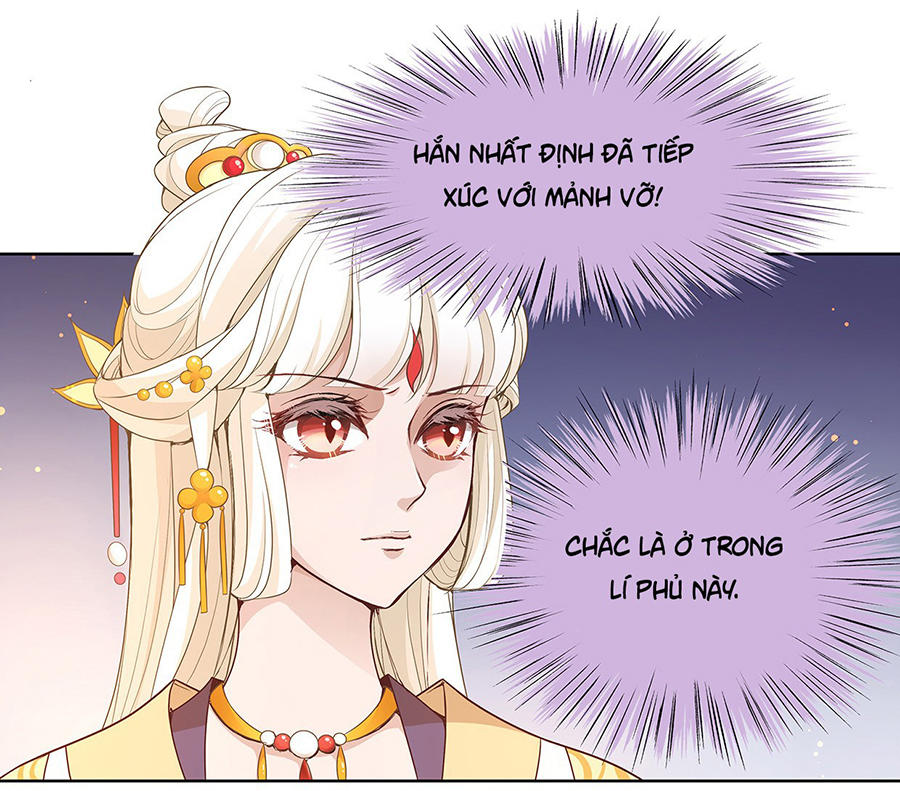 HẮN NHẤT ĐỊNH ĐÃ TIẾP
XÚC VỚI MẢNH VỠ!
CHẮC LÀ Ở TRONG
LÍ PHỦ NÀY.